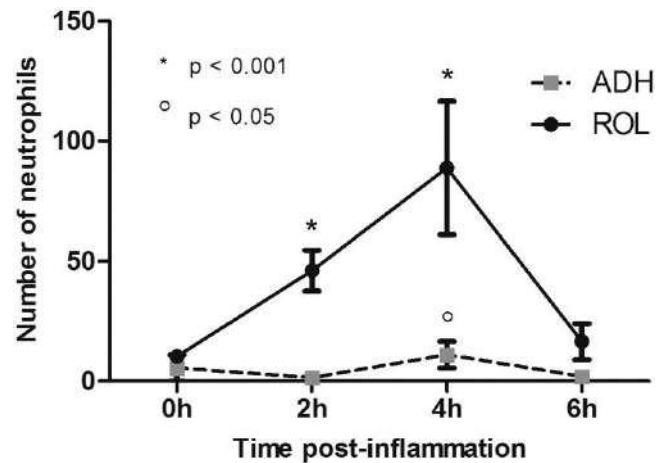 150
100
50
0
Number of neutrophils
* p < 0.001
° p < 0.05
*
*
°
ADH
ROL
0h 2h 4h 6h
Time post-inflammation